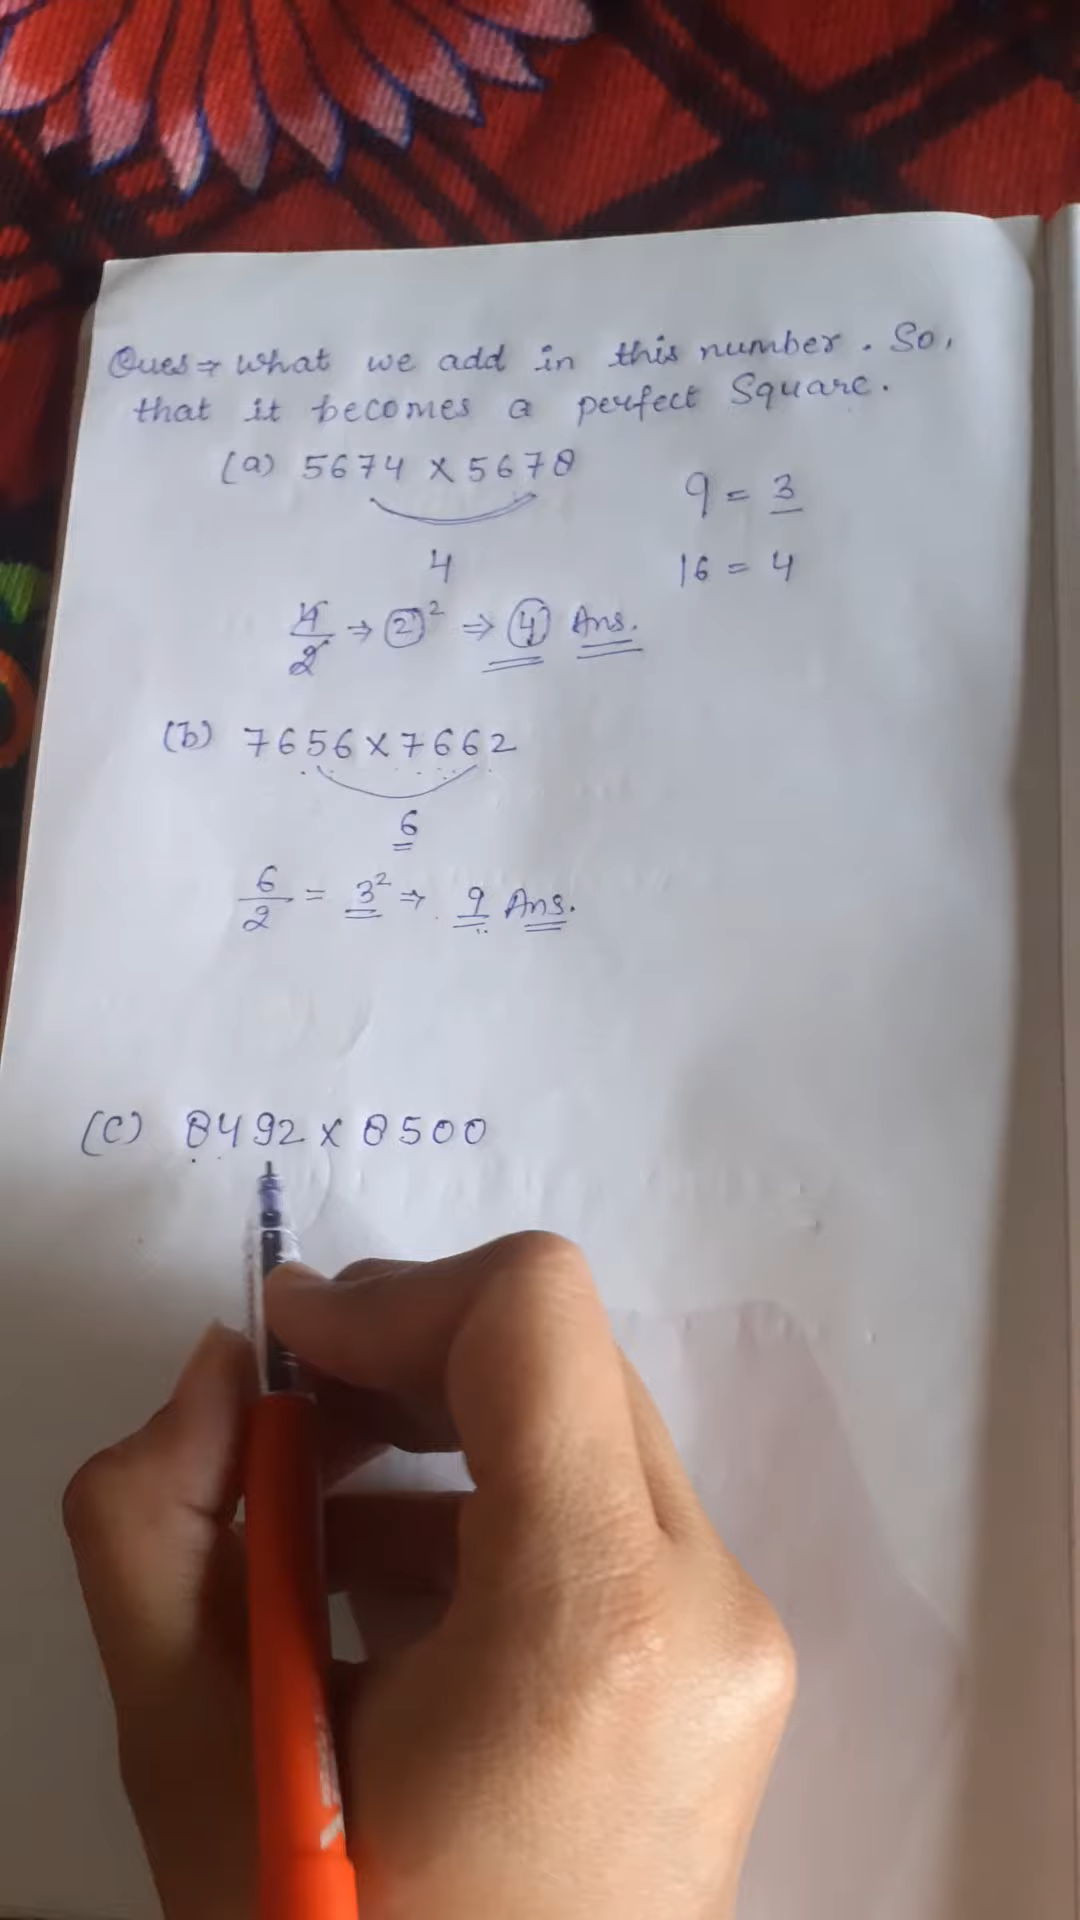 Ques⇒ What we add in this number. So,
that it becomes a perfect Square.
(a) 5674 × 5678
9 = 3
4
16 = 4
4/2 → 2² ⇒ 4 Ans.
(b) 7656 × 7662
6
6/2 = 3² ⇒ 9 Ans.
(C) 8492 × 8500